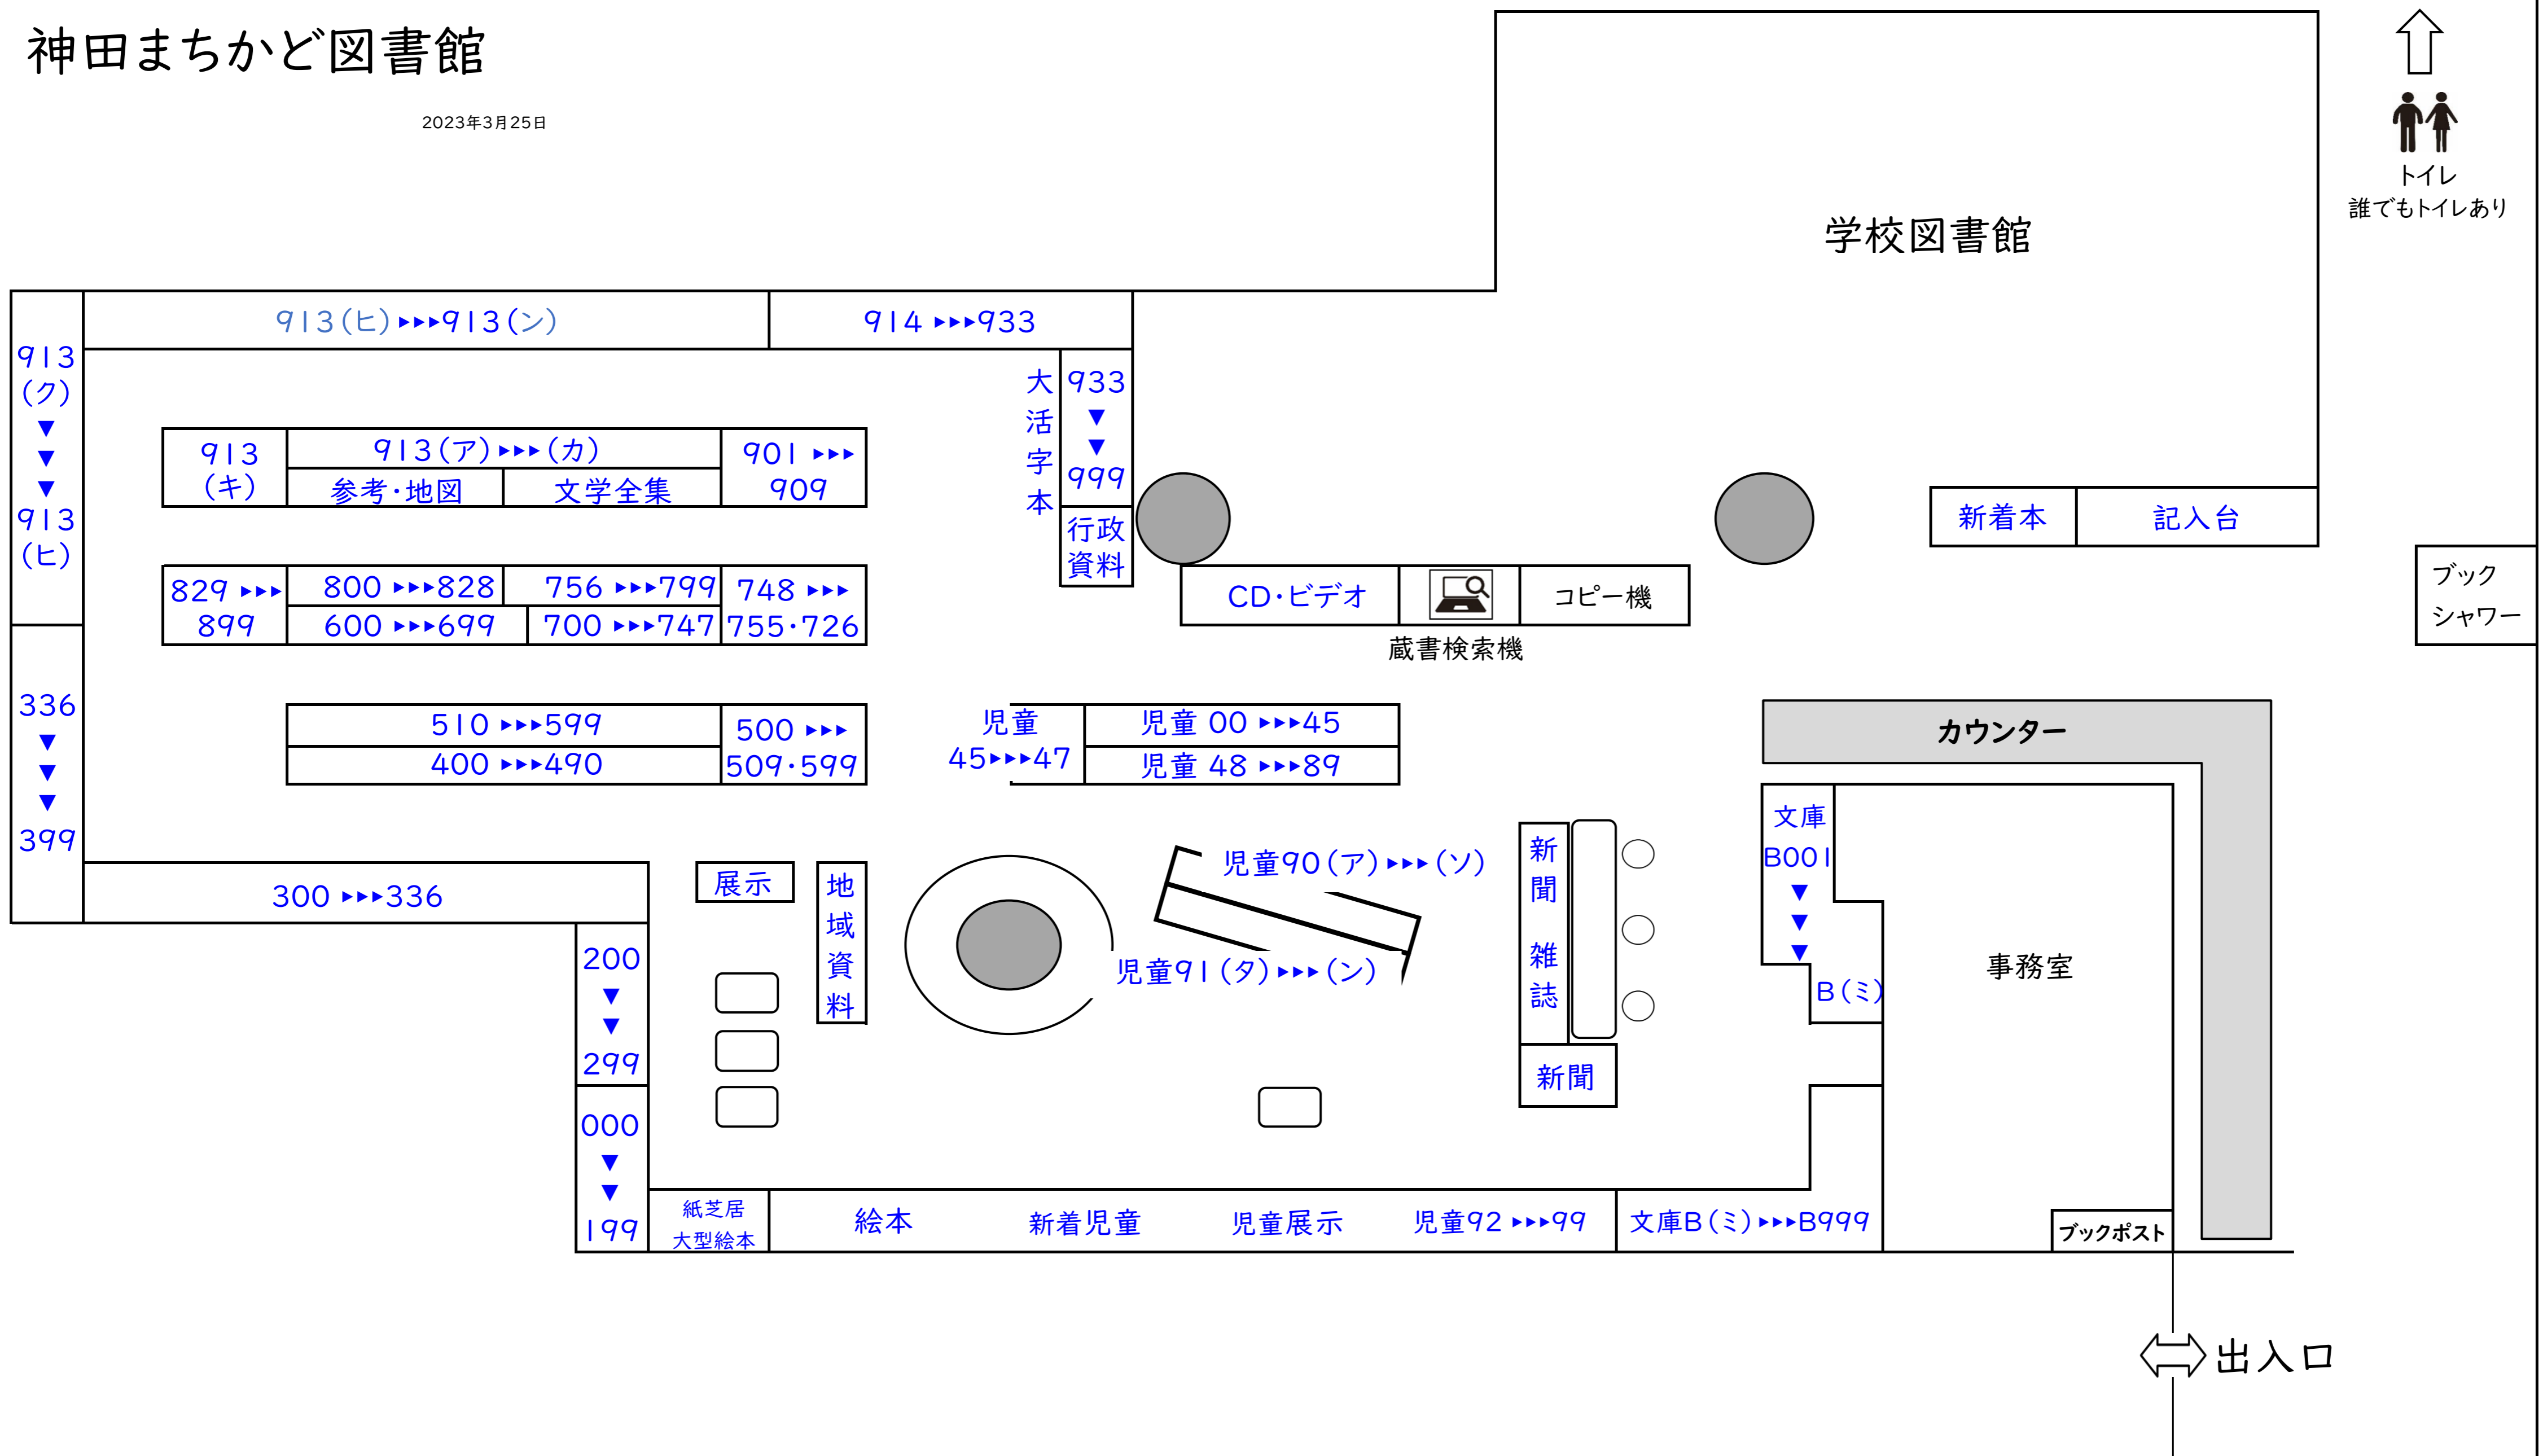 神田まちかど図書館
2023年3月25日
トイレ
誰でもトイレあり
学校図書館
913(ヒ)▶▶▶913(ン)
914 ▶▶▶933
913
(ク)
▼
▼
▼
913
(ヒ)
大活字本
933
▼
▼
999
行政
資料
913
(キ)
913(ア)▶▶▶(カ)
参考・地図
文学全集
901 ▶▶▶
909
829 ▶▶▶
899
800 ▶▶▶828
756 ▶▶▶799
600 ▶▶▶699
700 ▶▶▶747
748 ▶▶▶
755・726
新着本
記入台
CD・ビデオ
コピー機
蔵書検索機
ブック
シャワー
336
▼
▼
▼
399
510 ▶▶▶599
400 ▶▶▶490
500 ▶▶▶
509・599
児童
45▶▶▶47
児童 00 ▶▶▶45
児童 48 ▶▶▶89
カウンター
300 ▶▶▶336
展示
地域資料
児童90(ア)▶▶▶(ソ)
児童91(タ)▶▶▶(ン)
新聞 雑誌
新聞
文庫
B001
▼
▼
▼
B(ミ)
事務室
200
▼
▼
299
000
▼
▼
199
紙芝居
大型絵本
絵本
新着児童
児童展示
児童92 ▶▶▶99
文庫B(ミ)▶▶▶B999
ブックポスト
出入口